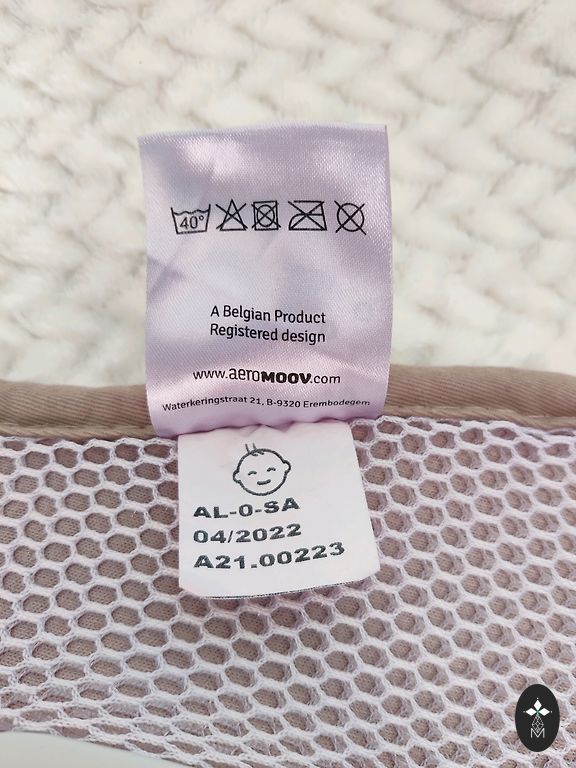 40°
A Belgian Product
Registered design
www.aeroMOOV.com
Waterkeringstraat 21, B-9320 Erembodegem
AL-0-SA
04/2022
A21.00223
M